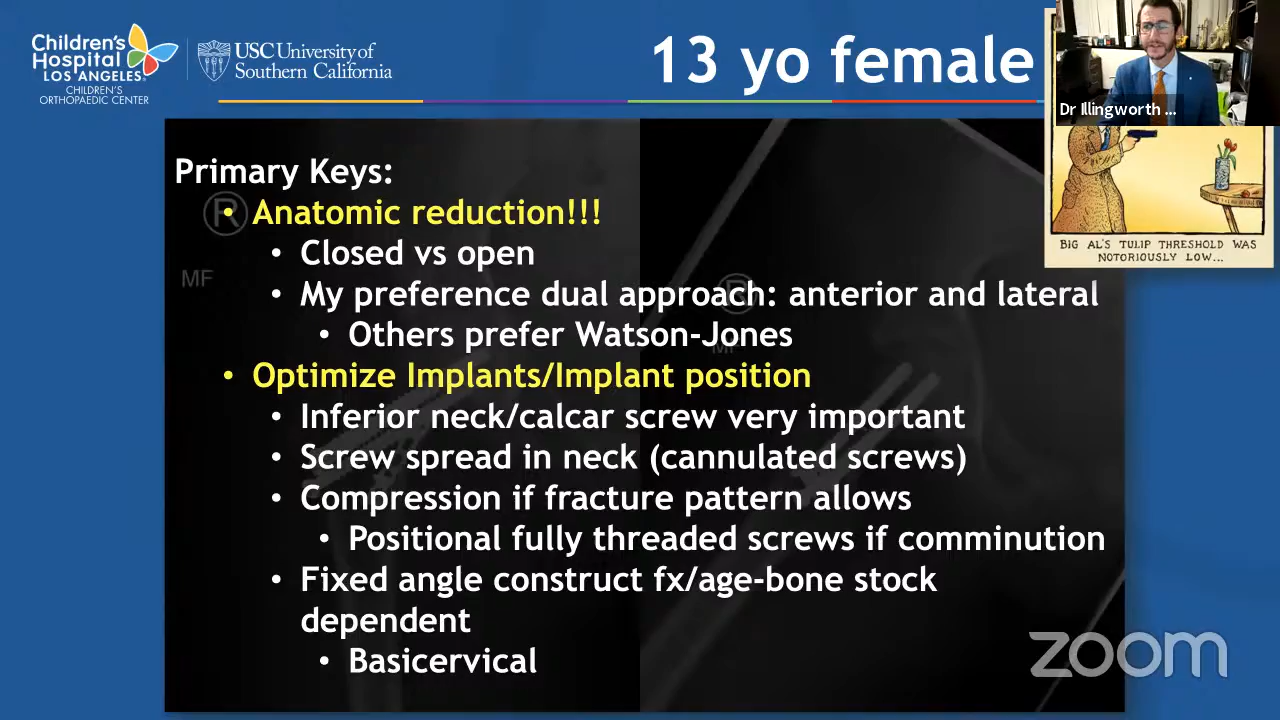 Children's
Hospital
LOS ANGELES
CHILDREN'S
ORTHOPAEDIC CENTER
USC University of
Southern California
13 yo female
Dr Illingworth ...
BIG AL'S TULIP THRESHOLD WAS
NOTORIOUSLY LOW...
Primary Keys:
• Anatomic reduction!!!
• Closed vs open
• My preference dual approach: anterior and lateral
• Others prefer Watson-Jones
• Optimize Implants/Implant position
• Inferior neck/calcar screw very important
• Screw spread in neck (cannulated screws)
• Compression if fracture pattern allows
• Positional fully threaded screws if comminution
• Fixed angle construct fx/age-bone stock
dependent
• Basicervical
R
MF
R
MF
zoom